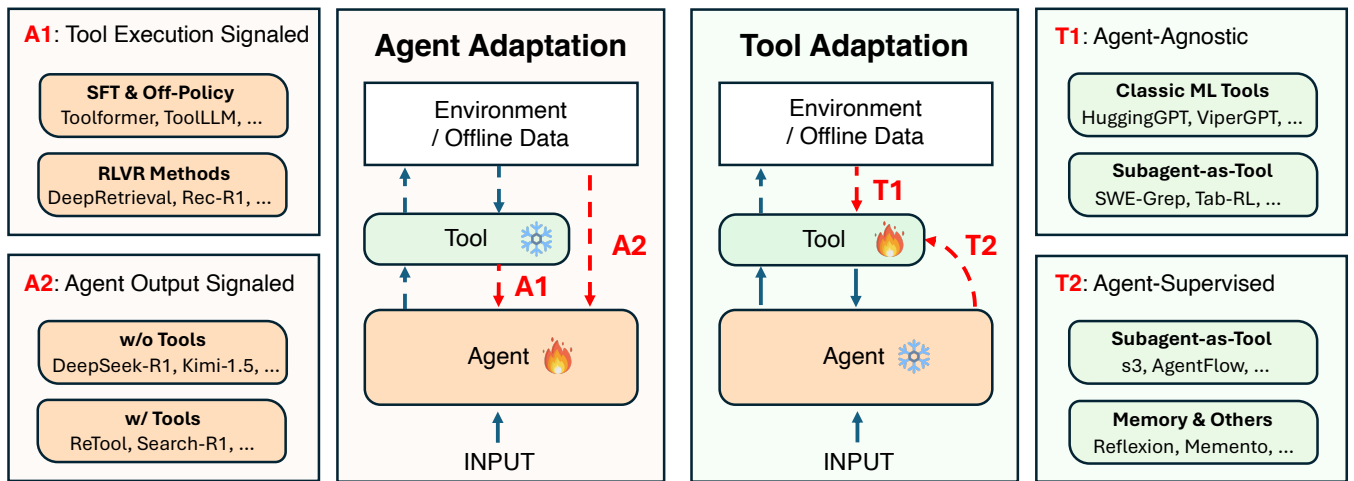 A1: Tool Execution Signaled
SFT & Off-Policy
Toolformer, ToolLLM, ...
RLVR Methods
DeepRetrieval, Rec-R1, ...
A2: Agent Output Signaled
w/o Tools
DeepSeek-R1, Kimi-1.5, ...
w/ Tools
ReTool, Search-R1, ...
Agent Adaptation
Environment
/ Offline Data
Tool
A1
A2
Agent
INPUT
Tool Adaptation
Environment
/ Offline Data
T1
Tool
T2
Agent
INPUT
T1: Agent-Agnostic
Classic ML Tools
HuggingGPT, ViperGPT, ...
Subagent-as-Tool
SWE-Grep, Tab-RL, ...
T2: Agent-Supervised
Subagent-as-Tool
s3, AgentFlow, ...
Memory & Others
Reflexion, Memento, ...